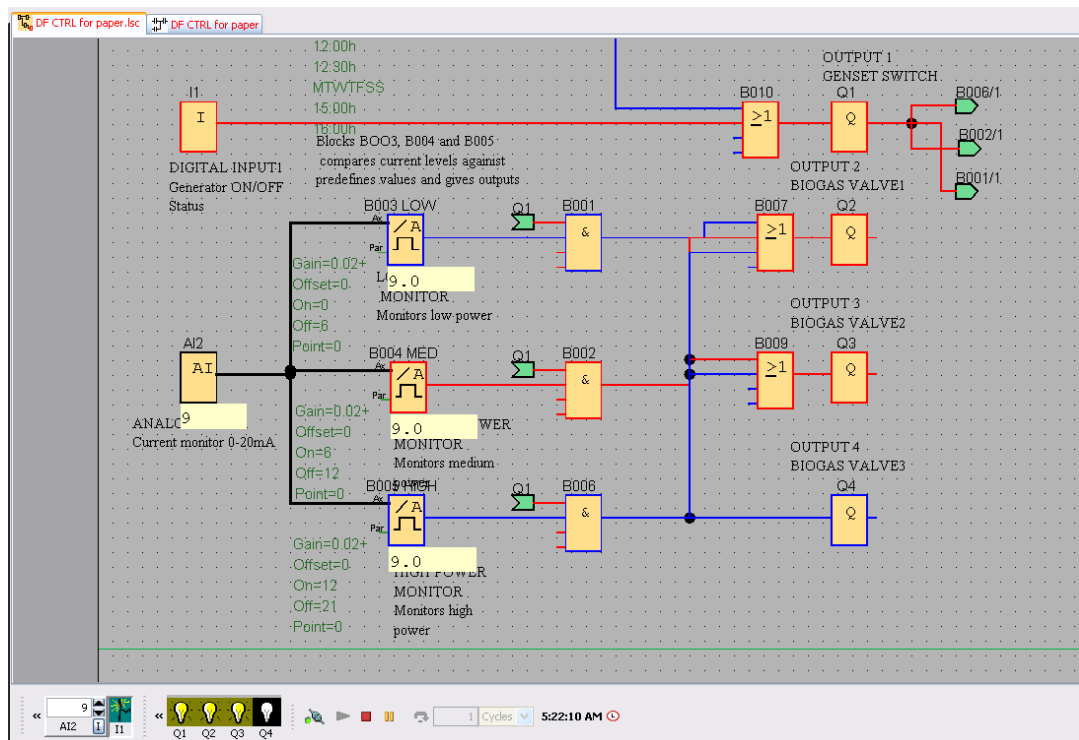 DF CTRL for paper.lsc
DF CTRL for paper
12:00h
12:30h
MTWTFSS
15:00h
16:00h
Blocks BOO3, B004 and B005
compares current levels againist
predefines values and gives outputs
I1
I
DIGITAL INPUT1
Generator ON/OFF
Status
B010
≥1
OUTPUT 1
GENSET SWITCH
Q1
Q
B006/1
B002/1
B001/1
B003 LOW
Ax
Par
/A
9.0
MONITOR
Monitors low power
Gain=0.02+
Offset=0
On=0
Off=6
Point=0
Q1
B001
&
B007
≥1
OUTPUT 2
BIOGAS VALVE1
Q2
Q
AI2
AI
9
Current monitor 0-20mA
B004 MED
Ax
Par
/A
9.0
MONITOR
Monitors medium
power
Gain=0.02+
Offset=0
On=6
Off=12
Point=0
Q1
B002
&
B009
≥1
OUTPUT 3
BIOGAS VALVE2
Q3
Q
B005 HIGH
Ax
Par
/A
9.0
HIGH POWER
MONITOR
Monitors high
power
Gain=0.02+
Offset=0
On=12
Off=21
Point=0
Q1
B006
&
OUTPUT 4
BIOGAS VALVE3
Q4
Q
« 9 AI2 I I1 « Q1 Q2 Q3 Q4 1 Cycles 5:22:10 AM